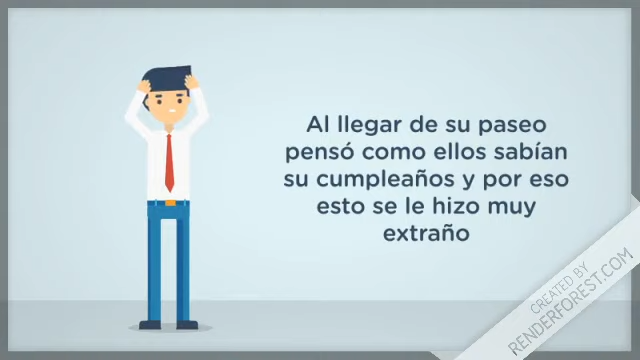 Al llegar de su paseo
pensó como ellos sabían
su cumpleaños y por eso
esto se le hizo muy
extraño
CREATED BY
RENDERFOREST.COM